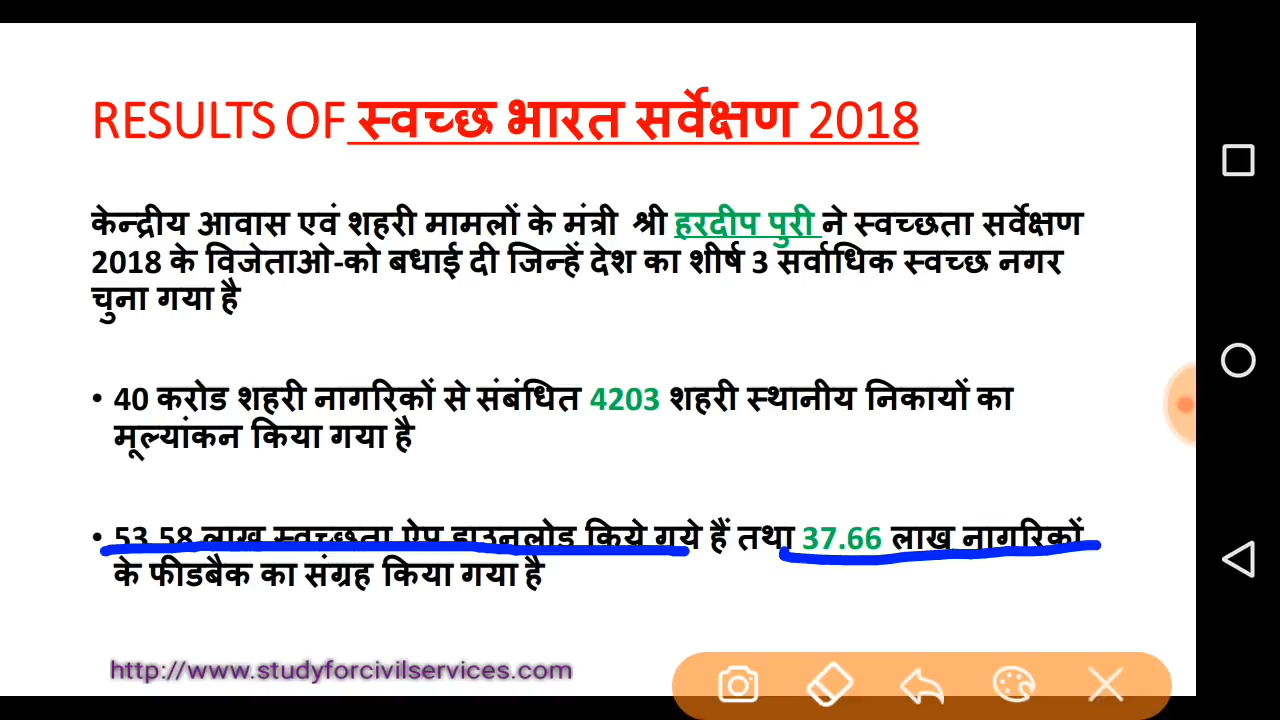 RESULTS OF स्वच्छ भारत सर्वेक्षण 2018
केन्द्रीय आवास एवं शहरी मामलों के मंत्री श्री हरदीप पुरी ने स्वच्छता सर्वेक्षण
2018 के विजेताओ-को बधाई दी जिन्हें देश का शीर्ष 3 सर्वाधिक स्वच्छ नगर
चुना गया है
• 40 करोड शहरी नागरिकों से संबंधित 4203 शहरी स्थानीय निकायों का
मूल्यांकन किया गया है
• 53.58 लाख स्वच्छता ऐप डाउनलोड किये गये हैं तथा 37.66 लाख नागरिकों
के फीडबैक का संग्रह किया गया है
http://www.studyforcivilservices.com